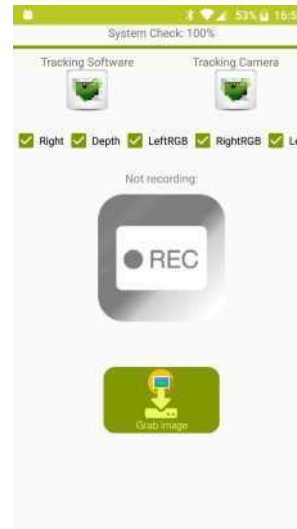 53% 16:5
System Check: 100%
Tracking Software Tracking Camera
Right Depth LeftRGB RightRGB Le
Not recording:
REC
Grab image